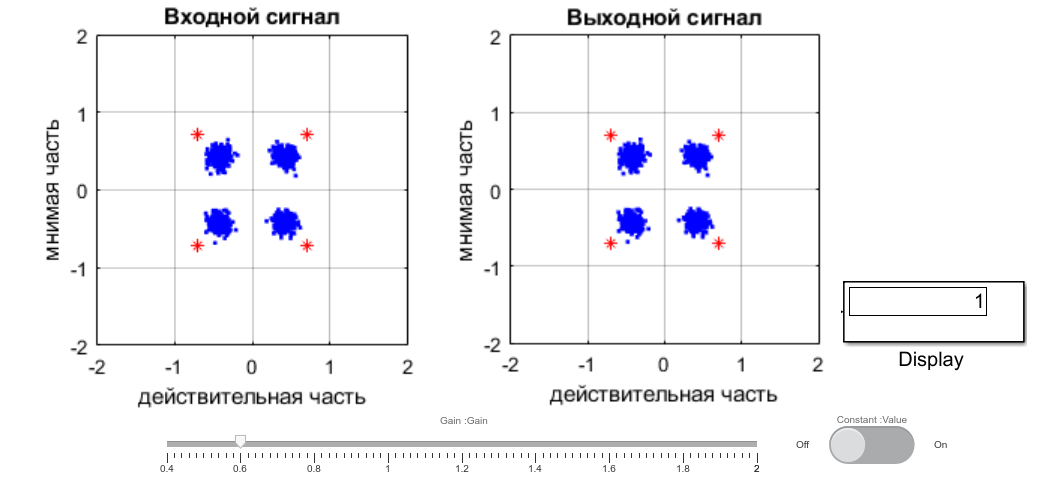 Входной сигнал
Выходной сигнал
2
1
0
-1
-2
мнимая часть
-2 -1 0 1 2
действительная часть
2
1
0
-1
-2
мнимая часть
-2 -1 0 1 2
действительная часть
1
Display
Gain :Gain
0.4 0.6 0.8 1 1.2 1.4 1.6 1.8 2
Constant :Value
Off On